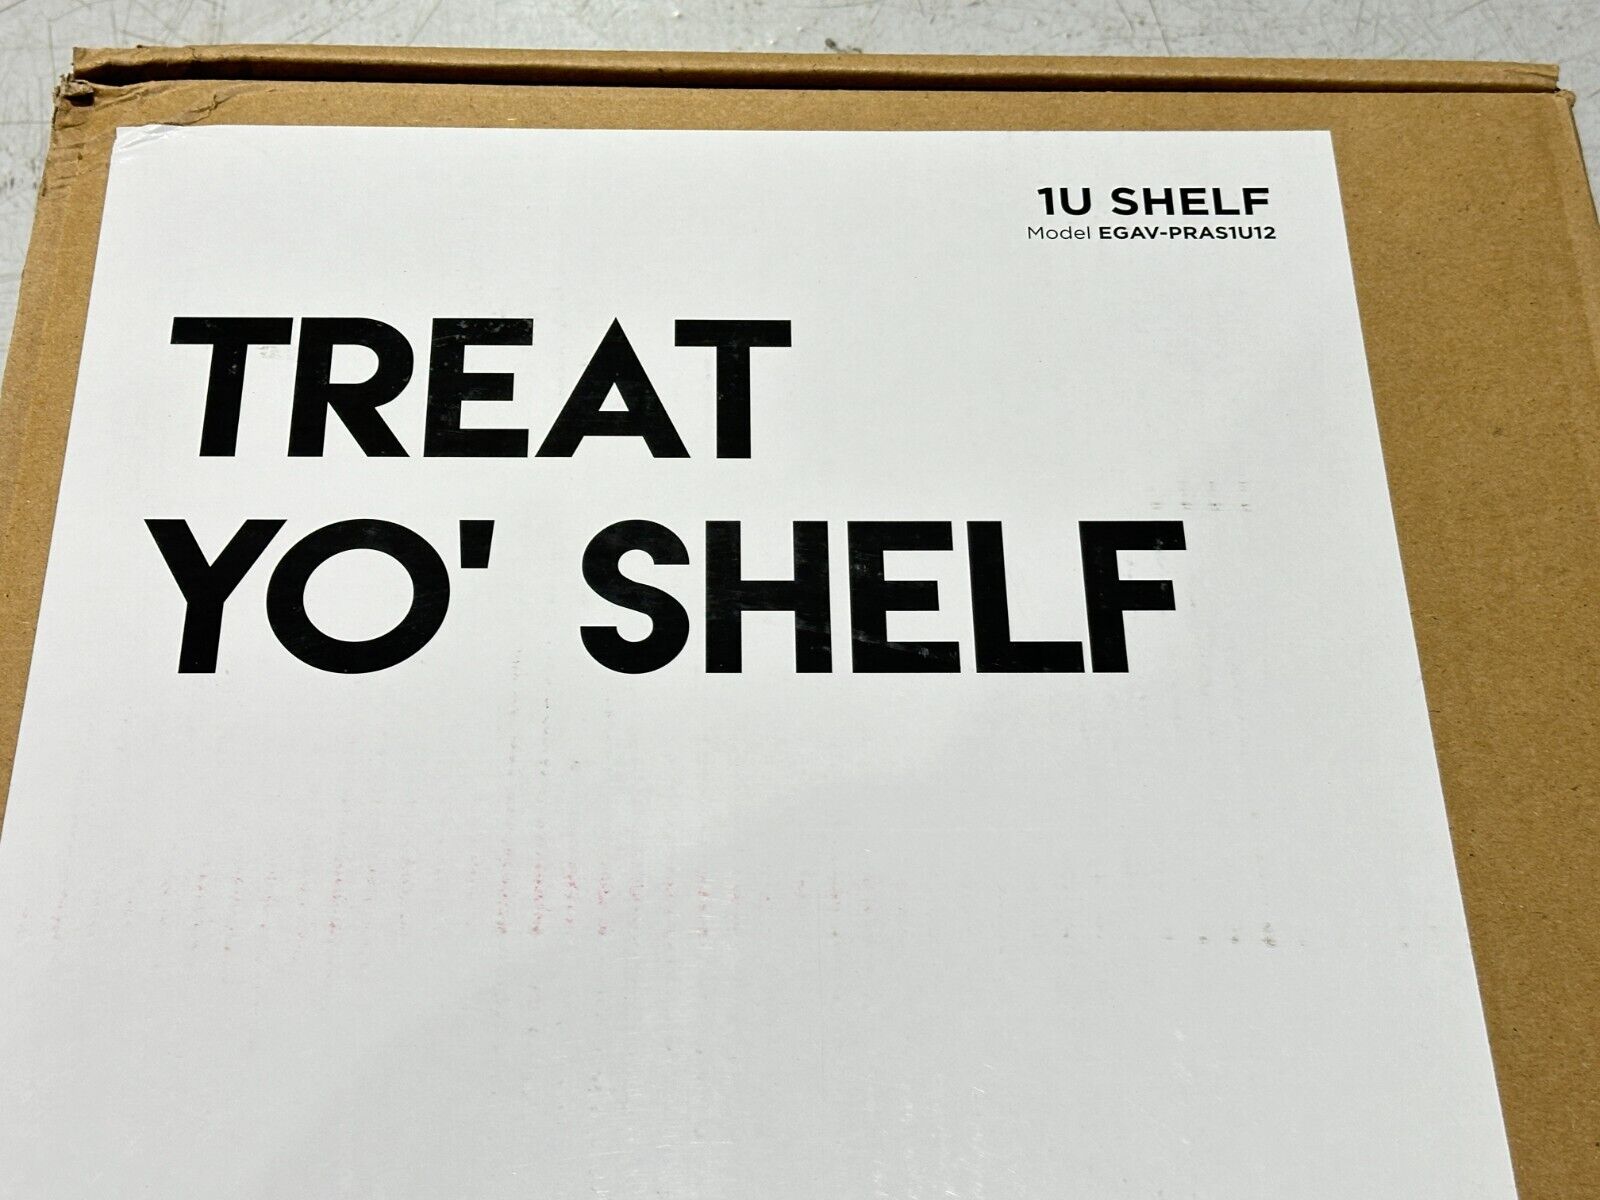 1U SHELF
Model EGAV-PRAS1U12
TREAT
YO' SHELF